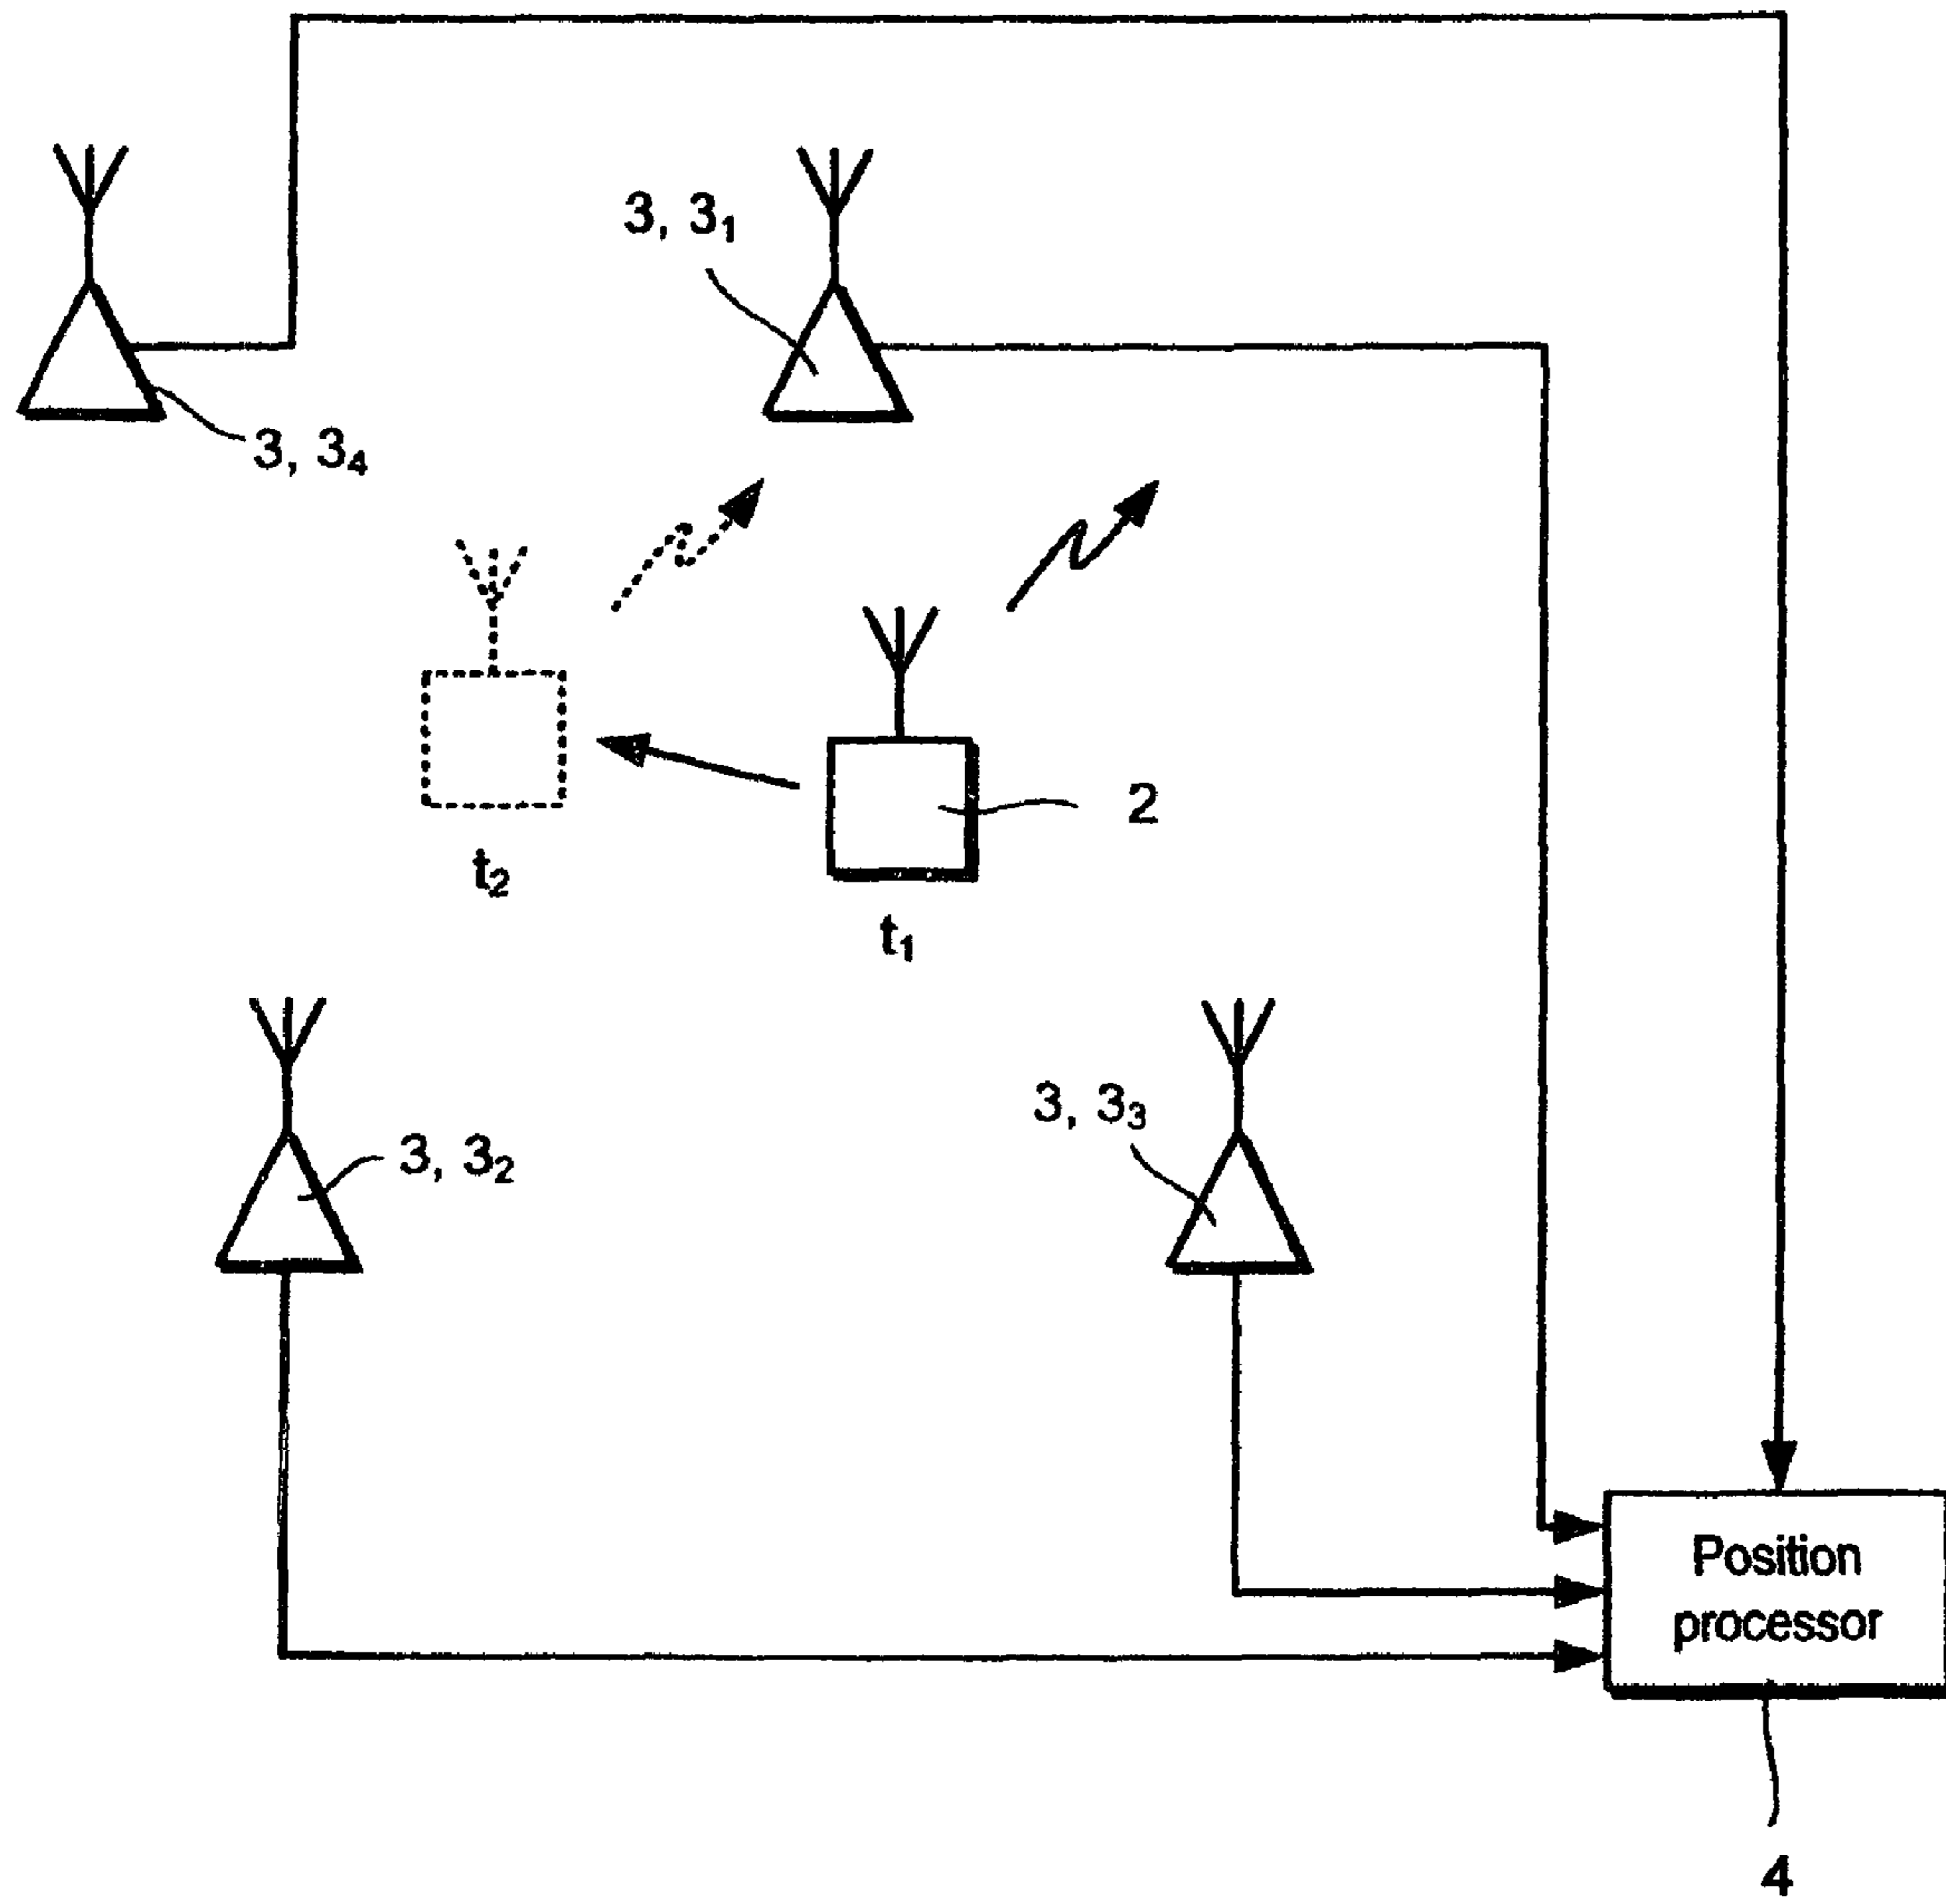 3, 3₁
3, 3₄
2
t₂
t₁
3, 3₃
3, 3₂
Position
processor
4